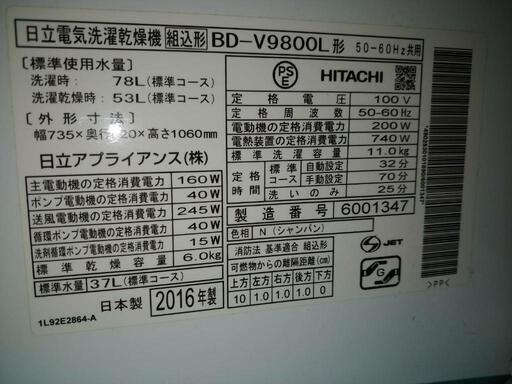 日立電気洗濯乾燥機 組込形 BD-V9800L形 50-60Hz共用
[標準使用水量]
洗濯時: 78L(標準コース)
洗濯乾燥時: 53L(標準コース)
[外形寸法]
幅735×奥行 20×高さ1060mm
日立アプライアンス(株)
主電動機の定格消費電力 160W
ポンプ電動機の定格消費電力 40W
送風電動機の定格消費電力 245W
循環ポンプ電動機の定格消費電力 40W
洗剤循環ポンプ電動機の定格消費電力 15W
標準乾燥容量 6.0kg
標準水量 37L(標準コース)
日本製 2016年製
1L92E2864-A
PSE HITACHI
定格電圧 100V
定格周波数 50-60Hz
電動機の定格消費電力 200W
電熱装置の定格消費電力 740W
標準洗濯容量 11.0kg
定格時間 標準コース 自動設定 32分
手動設定 70分
洗いのみ 25分
製造番号 6001347
色相 N(シャンパン)
消防法 基準適合 組込形
可燃物からの離隔距離(cm)
上方 左方 右方 前方 後方 下方
10 1.0 1.0 0 1.0 0
S JET
G
>PP<